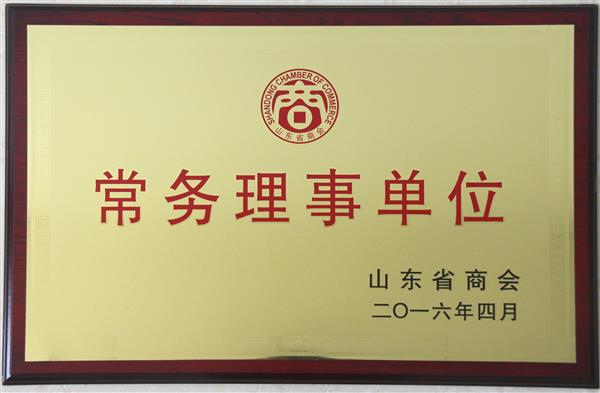 SHANDONG CHAMBER OF COMMERCE
商
山东省商会
常务理事单位
山东省商会
二〇一六年四月